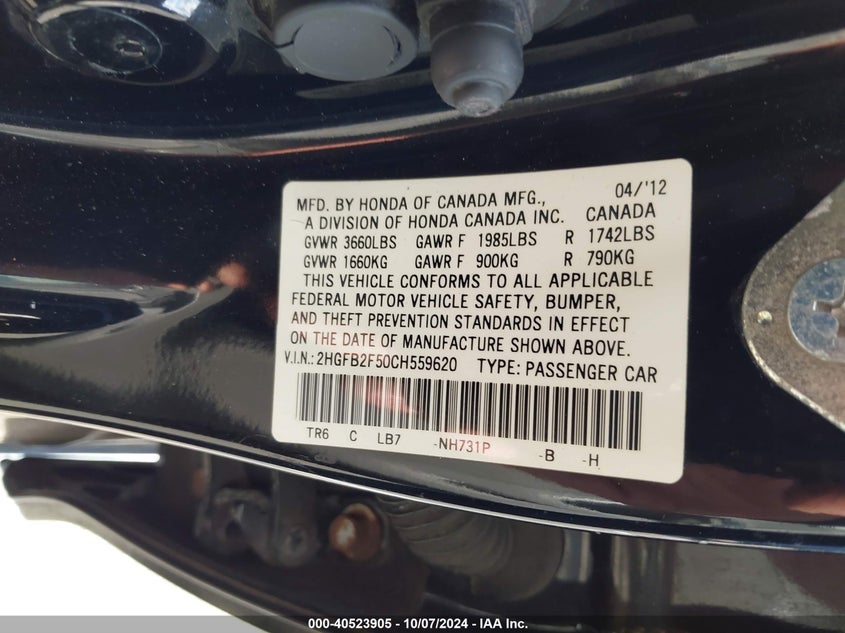 MFD. BY HONDA OF CANADA MFG., 04/'12
A DIVISION OF HONDA CANADA INC. CANADA
GVWR 3660LBS GAWR F 1985LBS R 1742LBS
GVWR 1660KG GAWR F 900KG R 790KG
THIS VEHICLE CONFORMS TO ALL APPLICABLE
FEDERAL MOTOR VEHICLE SAFETY, BUMPER,
AND THEFT PREVENTION STANDARDS IN EFFECT
ON THE DATE OF MANUFACTURE SHOWN ABOVE.
V.I.N.: 2HGFB2F50CH559620 TYPE: PASSENGER CAR
TR6 C LB7 -NH731P -B -H
000-40523905 - 10/07/2024 - IAA Inc.